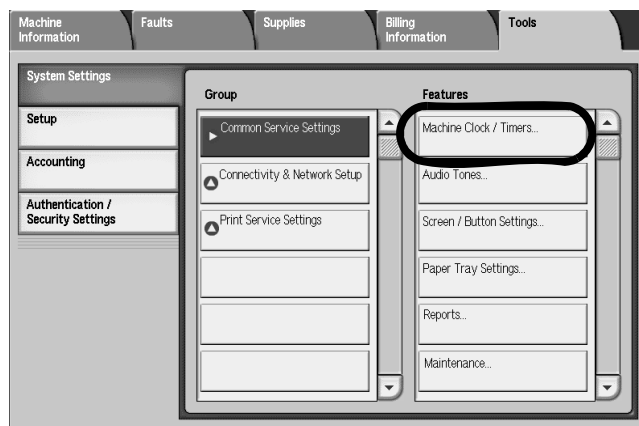 Machine
Information
Faults
Supplies
Billing
Information
Tools
System Settings
Setup
Accounting
Authentication /
Security Settings
Group
Common Service Settings
Connectivity & Network Setup
Print Service Settings
Features
Machine Clock / Timers...
Audio Tones...
Screen / Button Settings...
Paper Tray Settings...
Reports...
Maintenance...